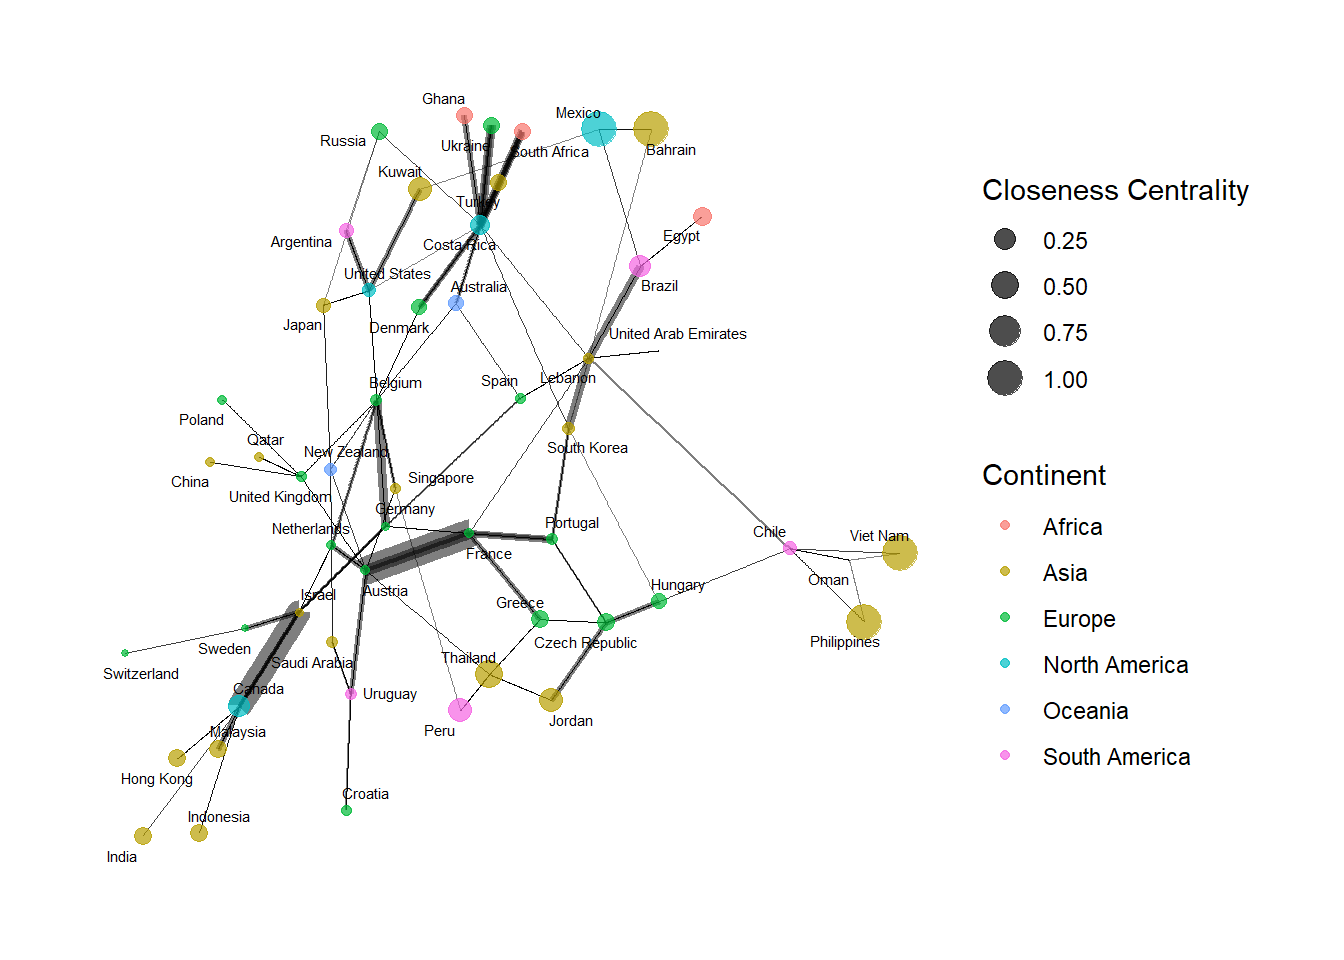 Ghana
Mexico
Russia
Ukraine
South Africa
Bahrain
Kuwait
Turkey
Egypt
Argentina
Costa Rica
United States
Australia
Brazil
Japan
Denmark
United Arab Emirates
Belgium
Spain
Lebanon
Poland
Qatar
New Zealand
South Korea
China
Singapore
United Kingdom
Germany
Netherlands
Portugal
Chile
Viet Nam
France
Oman
Austria
Israel
Greece
Hungary
Sweden
Saudi Arabia
Czech Republic
Philippines
Switzerland
Thailand
Canada
Uruguay
Malaysia
Peru
Jordan
Hong Kong
Croatia
Indonesia
India
Closeness Centrality
0.25
0.50
0.75
1.00
Continent
Africa
Asia
Europe
North America
Oceania
South America